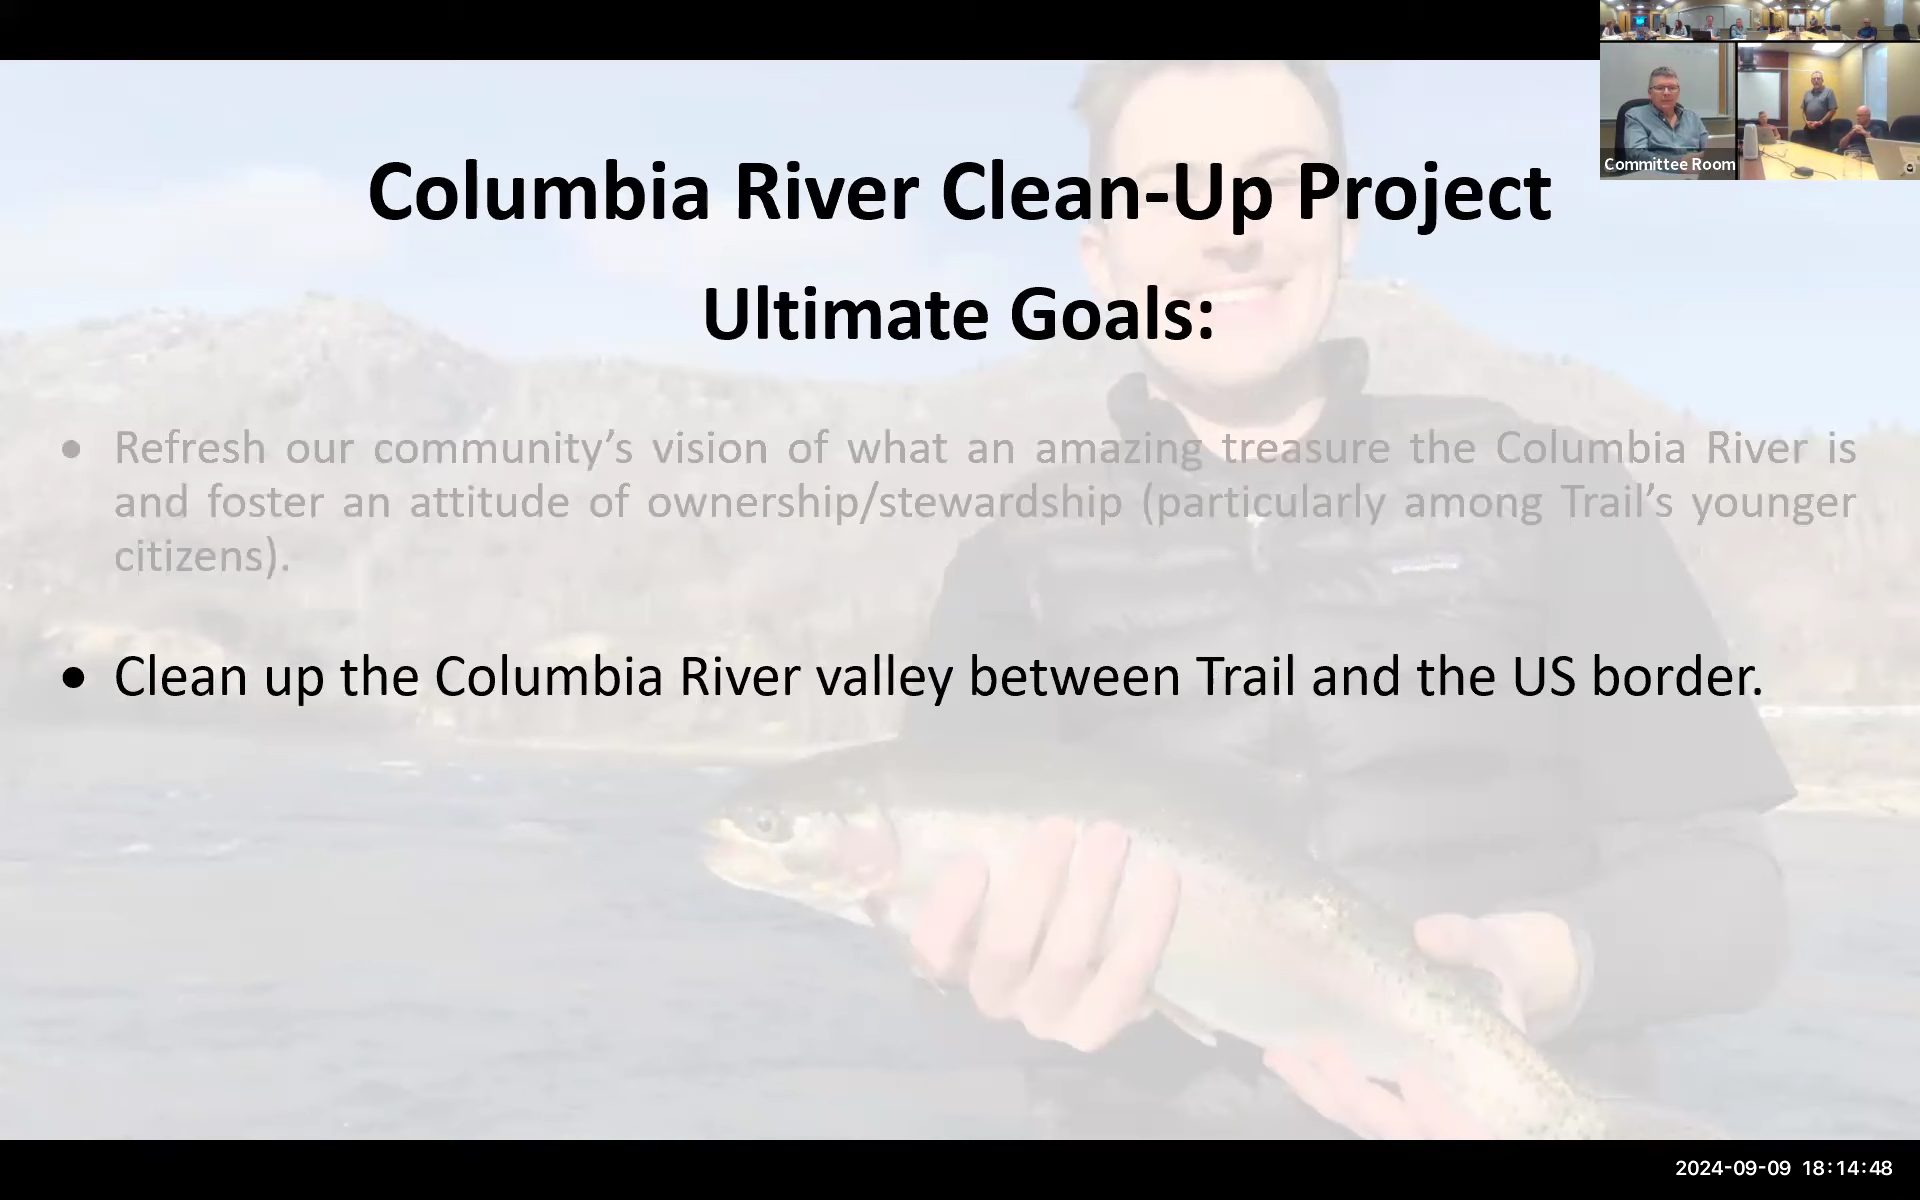 Committee Room
Columbia River Clean-Up Project
Ultimate Goals:
• Refresh our community’s vision of what an amazing treasure the Columbia River is
and foster an attitude of ownership/stewardship (particularly among Trail’s younger
citizens).
• Clean up the Columbia River valley between Trail and the US border.
2024-09-09 18:14:48